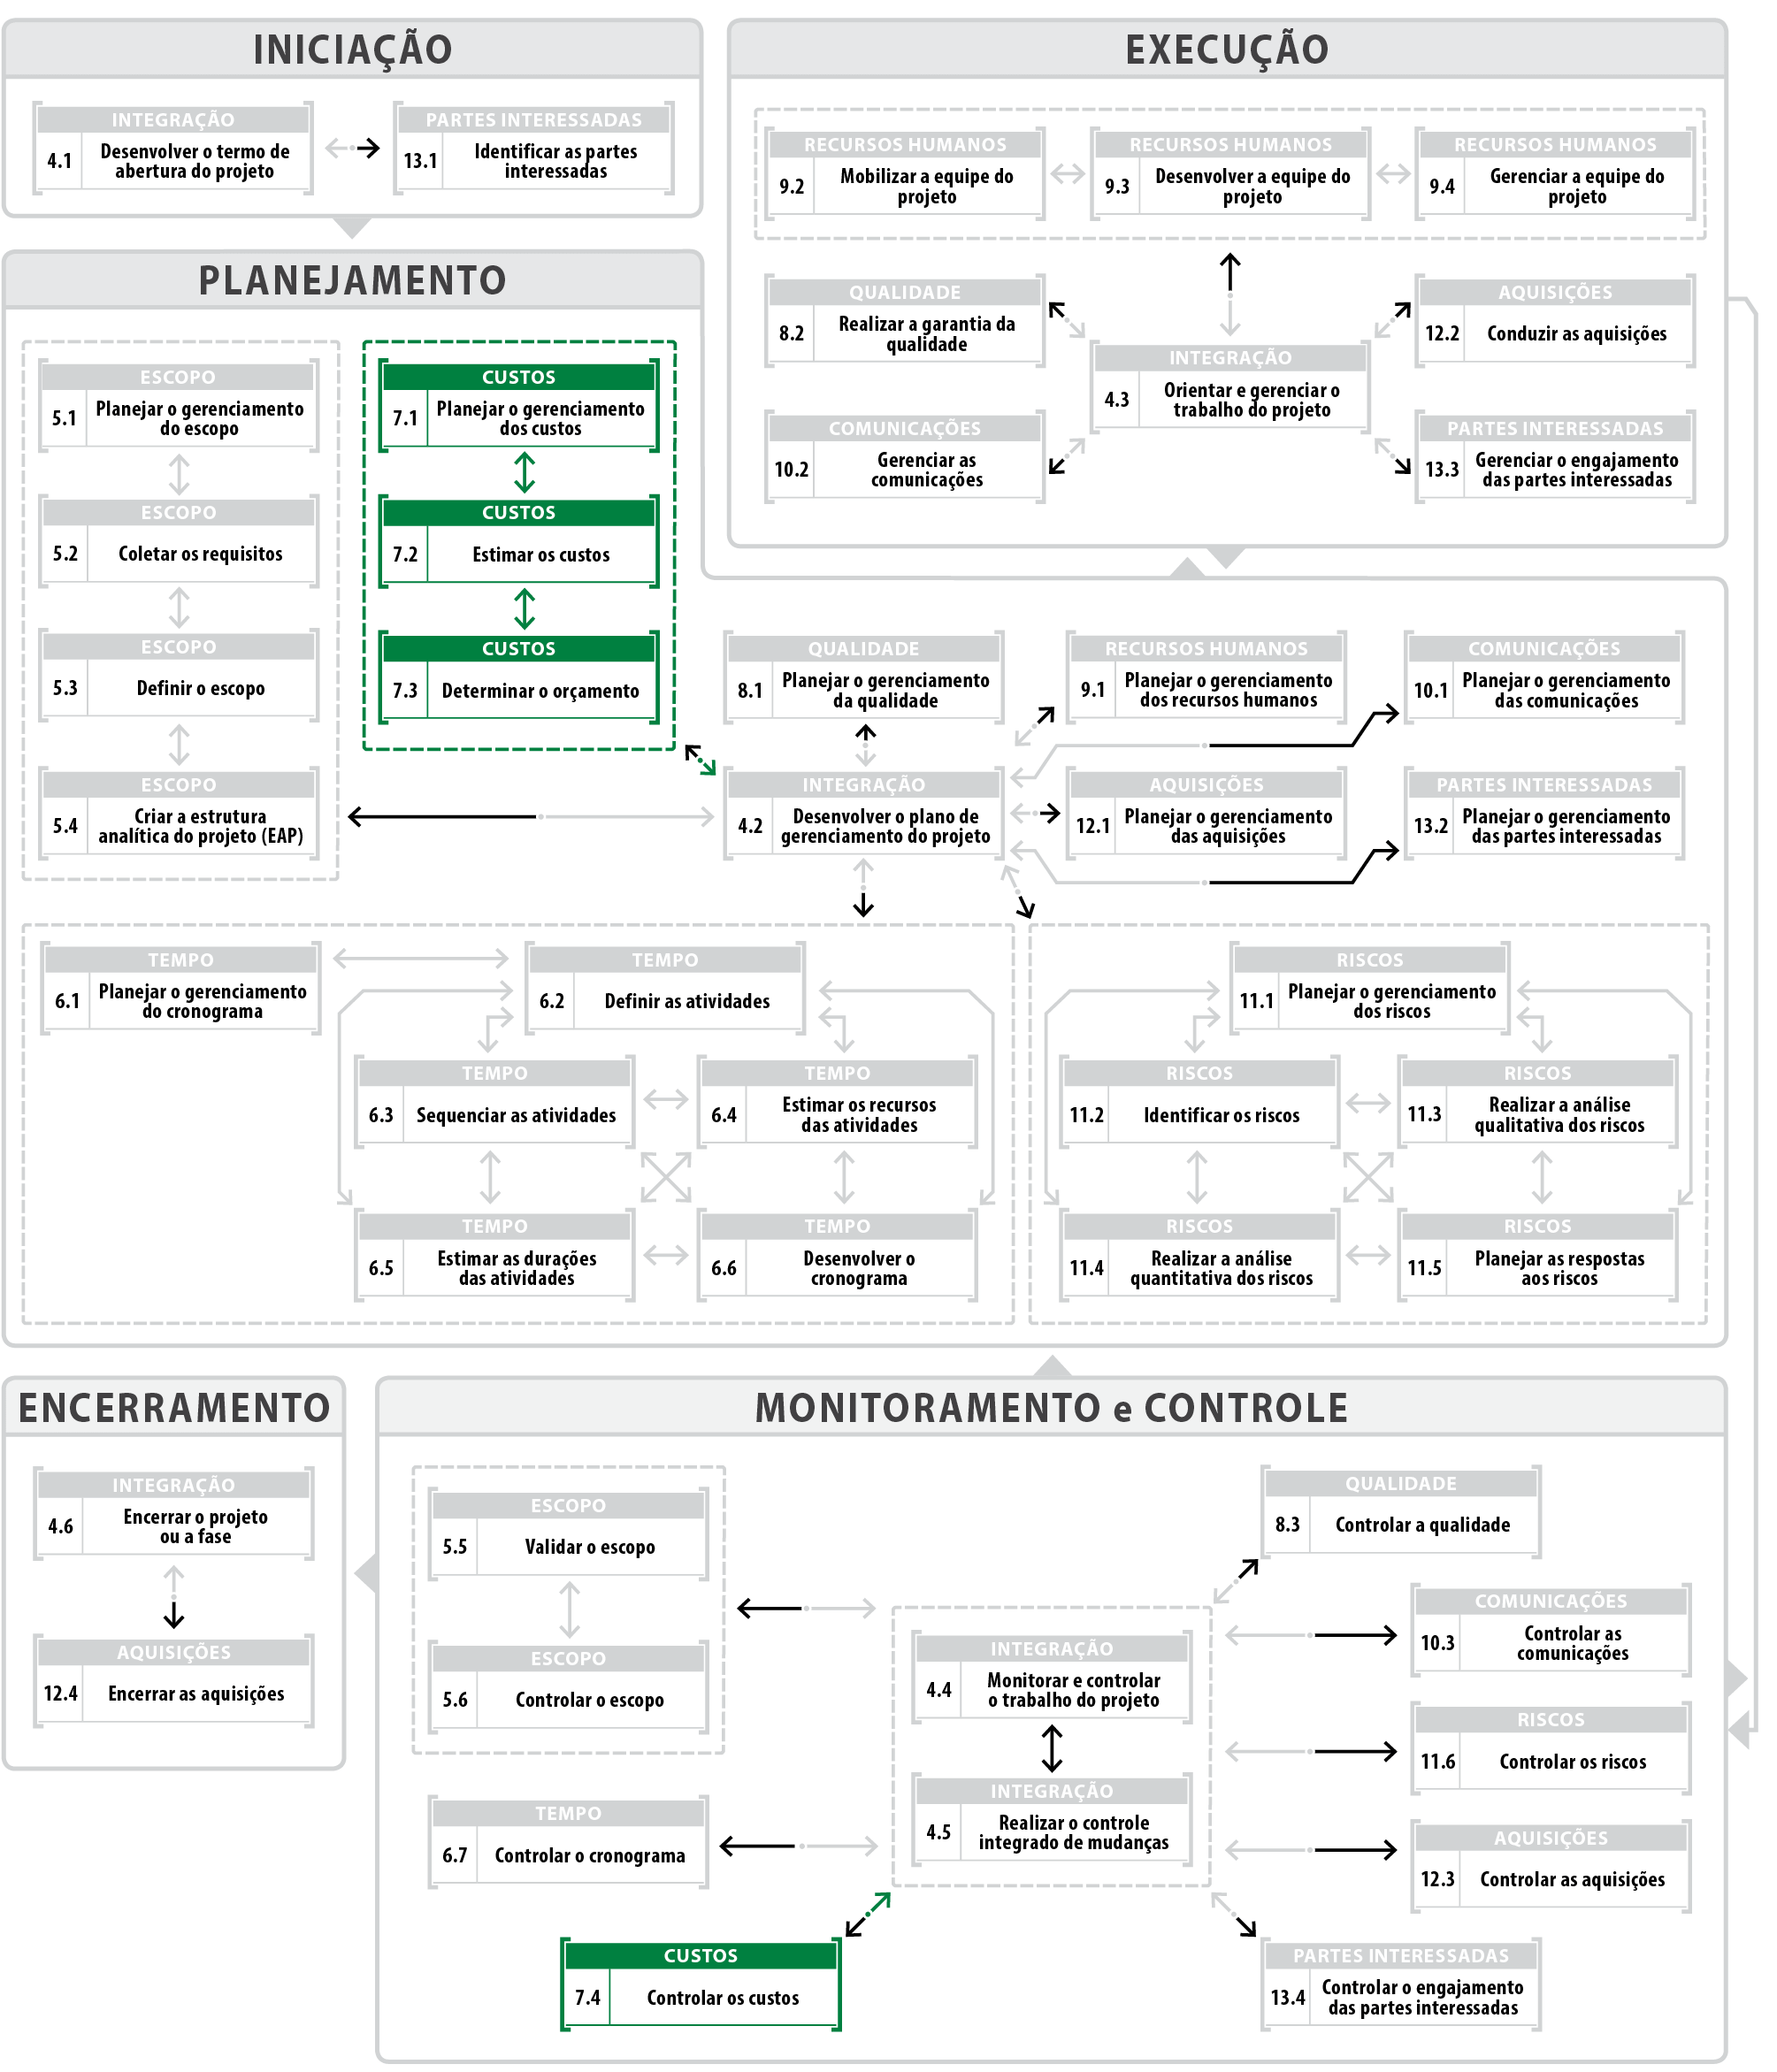 INICIAÇÃO
INTEGRAÇÃO
4.1
Desenvolver o termo de
abertura do projeto
PARTES INTERESSADAS
13.1
Identificar as partes
interessadas
EXECUÇÃO
RECURSOS HUMANOS
9.2
Mobilizar a equipe do
projeto
RECURSOS HUMANOS
9.3
Desenvolver a equipe do
projeto
RECURSOS HUMANOS
9.4
Gerenciar a equipe do
projeto
QUALIDADE
8.2
Realizar a garantia da
qualidade
AQUISIÇÕES
12.2
Conduzir as aquisições
INTEGRAÇÃO
4.3
Orientar e gerenciar o
trabalho do projeto
COMUNICAÇÕES
10.2
Gerenciar as
comunicações
PARTES INTERESSADAS
13.3
Gerenciar o engajamento
das partes interessadas
PLANEJAMENTO
ESCOPO
5.1
Planejar o gerenciamento
do escopo
ESCOPO
5.2
Coletar os requisitos
ESCOPO
5.3
Definir o escopo
ESCOPO
5.4
Criar a estrutura
analítica do projeto (EAP)
CUSTOS
7.1
Planejar o gerenciamento
dos custos
CUSTOS
7.2
Estimar os custos
CUSTOS
7.3
Determinar o orçamento
QUALIDADE
8.1
Planejar o gerenciamento
da qualidade
RECURSOS HUMANOS
9.1
Planejar o gerenciamento
dos recursos humanos
COMUNICAÇÕES
10.1
Planejar o gerenciamento
das comunicações
INTEGRAÇÃO
4.2
Desenvolver o plano de
gerenciamento do projeto
AQUISIÇÕES
12.1
Planejar o gerenciamento
das aquisições
PARTES INTERESSADAS
13.2
Planejar o gerenciamento
das partes interessadas
TEMPO
6.1
Planejar o gerenciamento
do cronograma
TEMPO
6.2
Definir as atividades
TEMPO
6.3
Sequenciar as atividades
TEMPO
6.4
Estimar os recursos
das atividades
TEMPO
6.5
Estimar as durações
das atividades
TEMPO
6.6
Desenvolver o
cronograma
RISCOS
11.1
Planejar o gerenciamento
dos riscos
RISCOS
11.2
Identificar os riscos
RISCOS
11.3
Realizar a análise
qualitativa dos riscos
RISCOS
11.4
Realizar a análise
quantitativa dos riscos
RISCOS
11.5
Planejar as respostas
aos riscos
ENCERRAMENTO
INTEGRAÇÃO
4.6
Encerrar o projeto
ou a fase
AQUISIÇÕES
12.4
Encerrar as aquisições
MONITORAMENTO e CONTROLE
ESCOPO
5.5
Validar o escopo
ESCOPO
5.6
Controlar o escopo
TEMPO
6.7
Controlar o cronograma
CUSTOS
7.4
Controlar os custos
INTEGRAÇÃO
4.4
Monitorar e controlar
o trabalho do projeto
INTEGRAÇÃO
4.5
Realizar o controle
integrado de mudanças
QUALIDADE
8.3
Controlar a qualidade
COMUNICAÇÕES
10.3
Controlar as
comunicações
RISCOS
11.6
Controlar os riscos
AQUISIÇÕES
12.3
Controlar as aquisições
PARTES INTERESSADAS
13.4
Controlar o engajamento
das partes interessadas